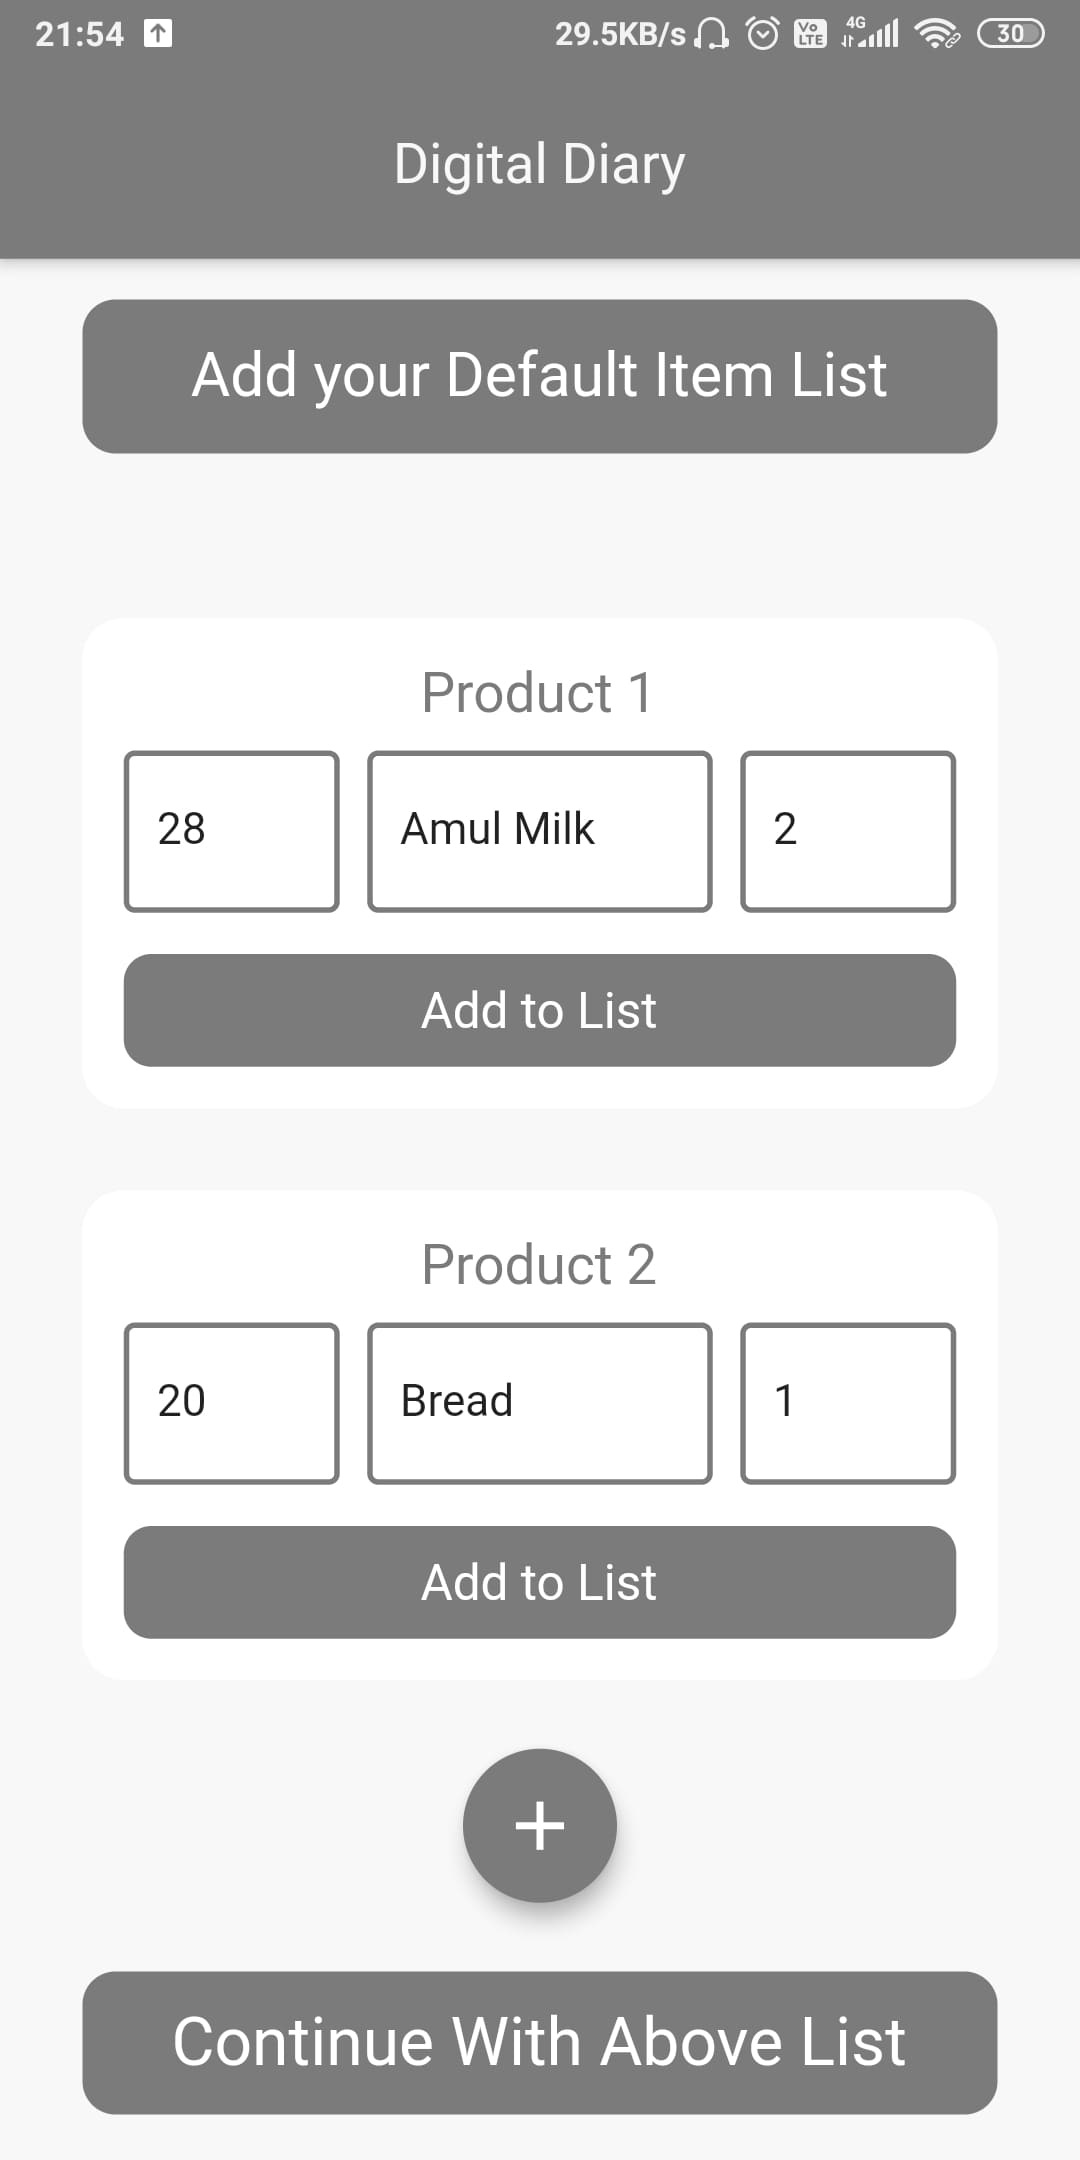 21:54 29.5KB/s Vo LTE 4G 30
Digital Diary
Add your Default Item List
Product 1
28 Amul Milk 2
Add to List
Product 2
20 Bread 1
Add to List
+
Continue With Above List